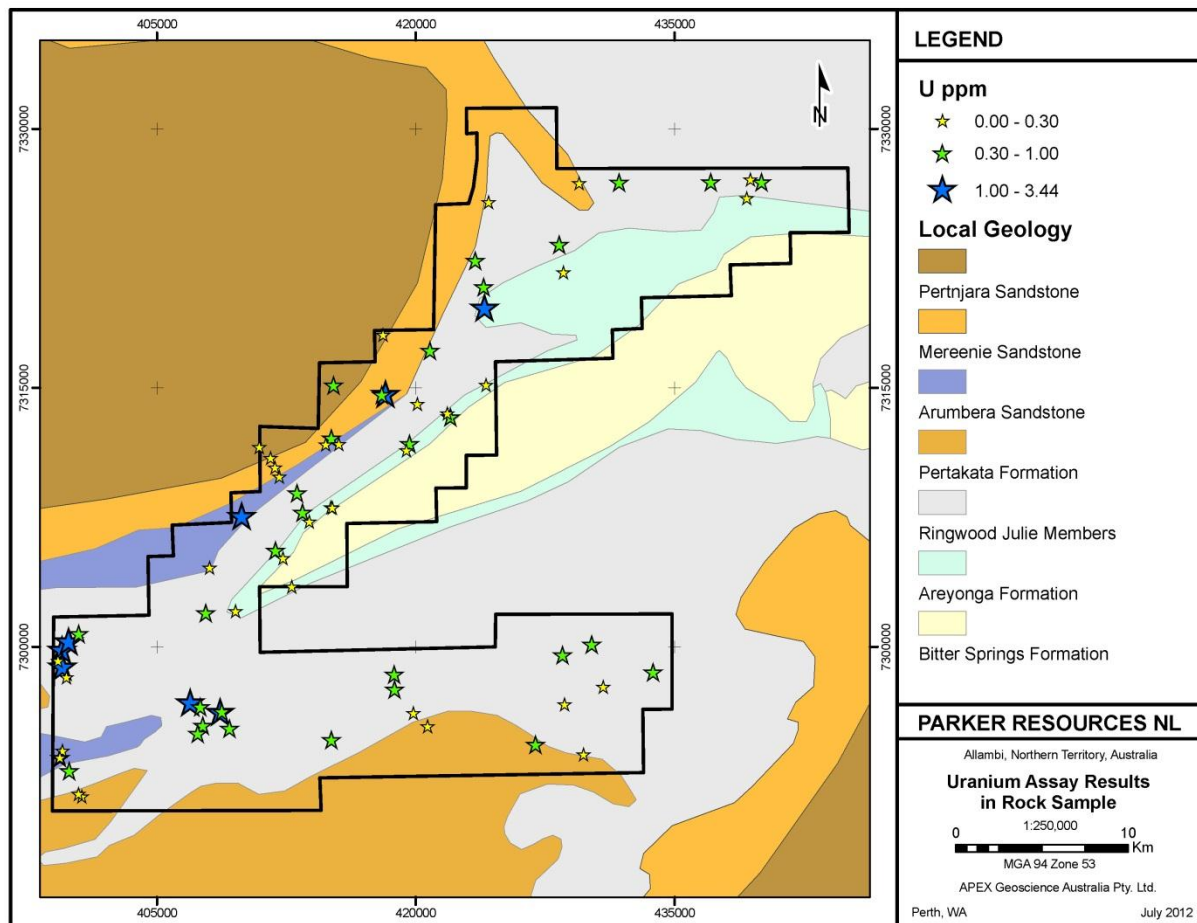 405000
420000
435000
7330000
7315000
7300000
7330000
7315000
7300000
N
405000
420000
435000
LEGEND
U ppm
0.00 - 0.30
0.30 - 1.00
1.00 - 3.44
Local Geology
Pertnjara Sandstone
Mereenie Sandstone
Arumbera Sandstone
Pertakata Formation
Ringwood Julie Members
Areyonga Formation
Bitter Springs Formation
PARKER RESOURCES NL
Allambi, Northern Territory, Australia
Uranium Assay Results
in Rock Sample
1:250,000
0 10
Km
MGA 94 Zone 53
APEX Geoscience Australia Pty. Ltd.
Perth, WA July 2012